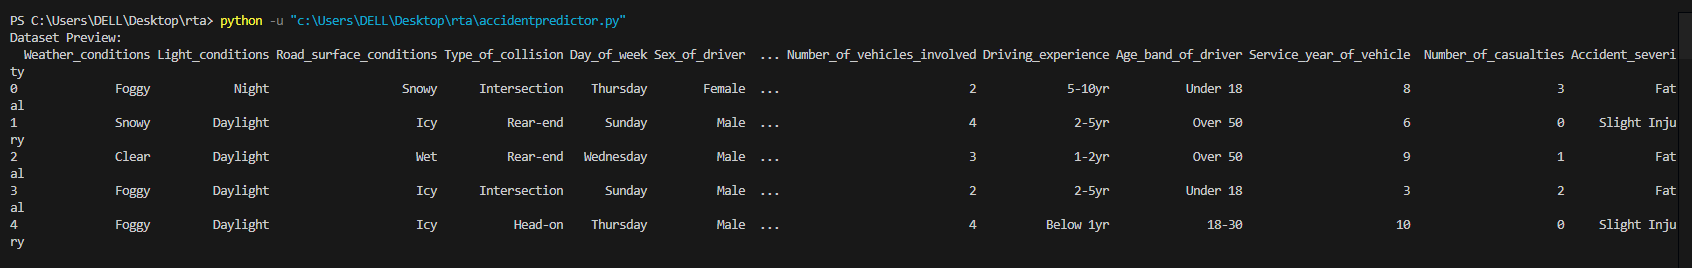 PS C:\Users\DELL\Desktop\rta> python -u "c:\Users\DELL\Desktop\rta\accidentpredictor.py"
Dataset Preview:
  Weather_conditions Light_conditions Road_surface_conditions Type_of_collision Day_of_week Sex_of_driver  ... Number_of_vehicles_involved Driving_experience Age_band_of_driver Service_year_of_vehicle  Number_of_casualties Accident_severi
ty
0              Foggy            Night                   Snowy      Intersection    Thursday        Female  ...                           2             5-10yr           Under 18                       8                     3            Fat
al
1              Snowy         Daylight                     Icy          Rear-end      Sunday          Male  ...                           4              2-5yr            Over 50                       6                     0    Slight Inju
ry
2              Clear         Daylight                     Wet          Rear-end   Wednesday          Male  ...                           3              1-2yr            Over 50                       9                     1            Fat
al
3              Foggy         Daylight                     Icy      Intersection      Sunday          Male  ...                           2              2-5yr           Under 18                       3                     2            Fat
al
4              Foggy         Daylight                     Icy           Head-on    Thursday          Male  ...                           4          Below 1yr              18-30                      10                     0    Slight Inju
ry